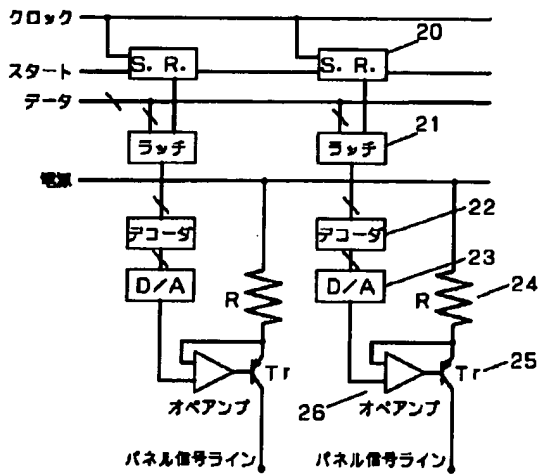 クロック
20
S. R.
S. R.
スタート
データ
21
ラッチ
ラッチ
電源
22
デコーダ
デコーダ
23
D/A
D/A
24
R
R
Tr
Tr
25
26
オペアンプ
オペアンプ
パネル信号ライン
パネル信号ライン